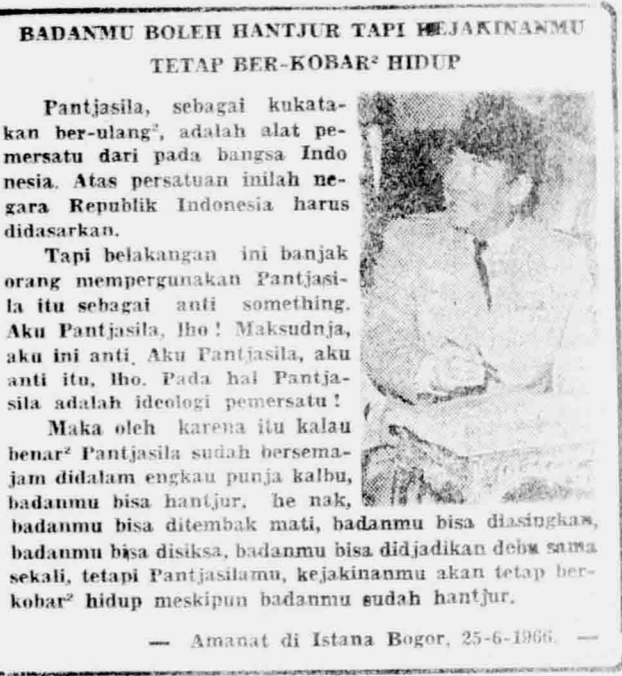 BADANMU BOLEH HANTJUR TAPI KEJAKINANMU
TETAP BER-KOBAR² HIDUP
Pantjasila, sebagai kukata-
kan ber-ulang², adalah alat pe-
mersatu dari pada bangsa Indo
nesia. Atas persatuan inilah ne-
gara Republik Indonesia harus
didasarkan.
Tapi belakangan ini banjak
orang mempergunakan Pantjasi-
la itu sebagai anti something.
Aku Pantjasila, lho! Maksudnja,
aku ini anti. Aku Pantjasila, aku
anti itu, lho. Pada hal Pantja-
sila adalah ideologi pemersatu!
Maka oleh karena itu kalau
benar² Pantjasila sudah bersema-
jam didalam engkau punja kalbu,
badanmu bisa hantjur, he nak,
badanmu bisa ditembak mati, badanmu bisa diasingkan,
badanmu bisa disiksa, badanmu bisa didjadikan debu sama
sekali, tetapi Pantjasilamu, kejakinanmu akan tetap ber-
kobar² hidup meskipun badanmu sudah hantjur.
— Amanat di Istana Bogor, 25-6-1966. —